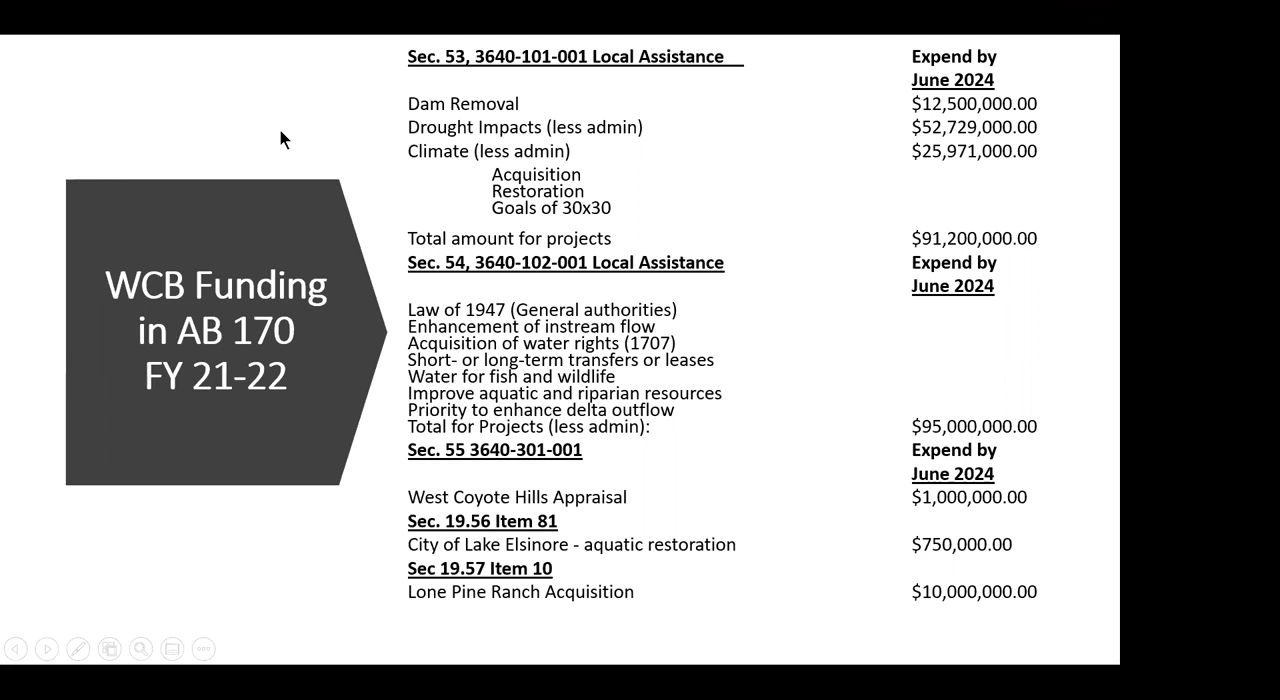 WCB Funding
in AB 170
FY 21-22
Sec. 53, 3640-101-001 Local Assistance
Expend by
June 2024
Dam Removal $12,500,000.00
Drought Impacts (less admin) $52,729,000.00
Climate (less admin) $25,971,000.00
Acquisition
Restoration
Goals of 30x30
Total amount for projects $91,200,000.00
Sec. 54, 3640-102-001 Local Assistance Expend by
June 2024
Law of 1947 (General authorities)
Enhancement of instream flow
Acquisition of water rights (1707)
Short- or long-term transfers or leases
Water for fish and wildlife
Improve aquatic and riparian resources
Priority to enhance delta outflow
Total for Projects (less admin): $95,000,000.00
Sec. 55 3640-301-001 Expend by
June 2024
West Coyote Hills Appraisal $1,000,000.00
Sec. 19.56 Item 81
City of Lake Elsinore - aquatic restoration $750,000.00
Sec 19.57 Item 10
Lone Pine Ranch Acquisition $10,000,000.00